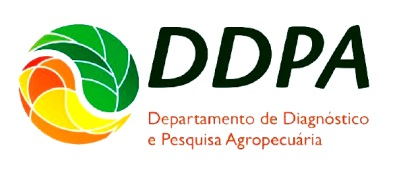 DDPA
Departamento de Diagnóstico
e Pesquisa Agropecuária